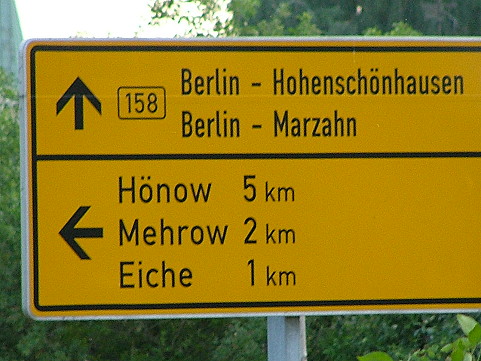 158 Berlin - Hohenschönhausen
Berlin - Marzahn
Hönow 5 km
Mehrow 2 km
Eiche 1 km